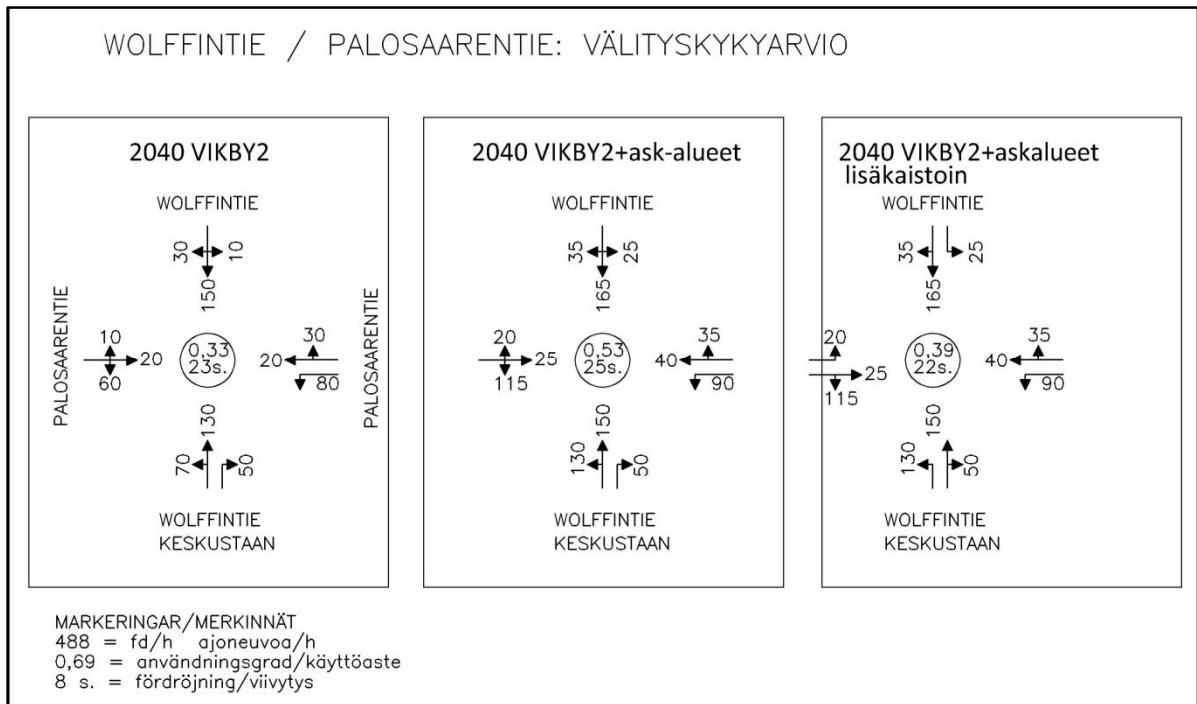 WOLFFINTIE / PALOSAARENTIE: VÄLITYSKYKYARVIO
2040 VIKBY2
WOLFFINTIE
30
10
150
PALOSAARENTIE
10
20
60
0,33
23s.
30
20
80
PALOSAARENTIE
130
70
50
WOLFFINTIE
KESKUSTAAN
2040 VIKBY2+ask-alueet
WOLFFINTIE
35
25
165
20
25
115
0,53
25s.
35
40
90
150
130
50
WOLFFINTIE
KESKUSTAAN
2040 VIKBY2+askalueet
lisäkaistoin
WOLFFINTIE
35
25
165
20
25
115
0,39
22s.
35
40
90
150
130
50
WOLFFINTIE
KESKUSTAAN
MARKERINGAR/MERKINNÄT
488 = fd/h ajoneuvoa/h
0,69 = användningsgrad/käyttöaste
8 s. = fördröjning/viivytys